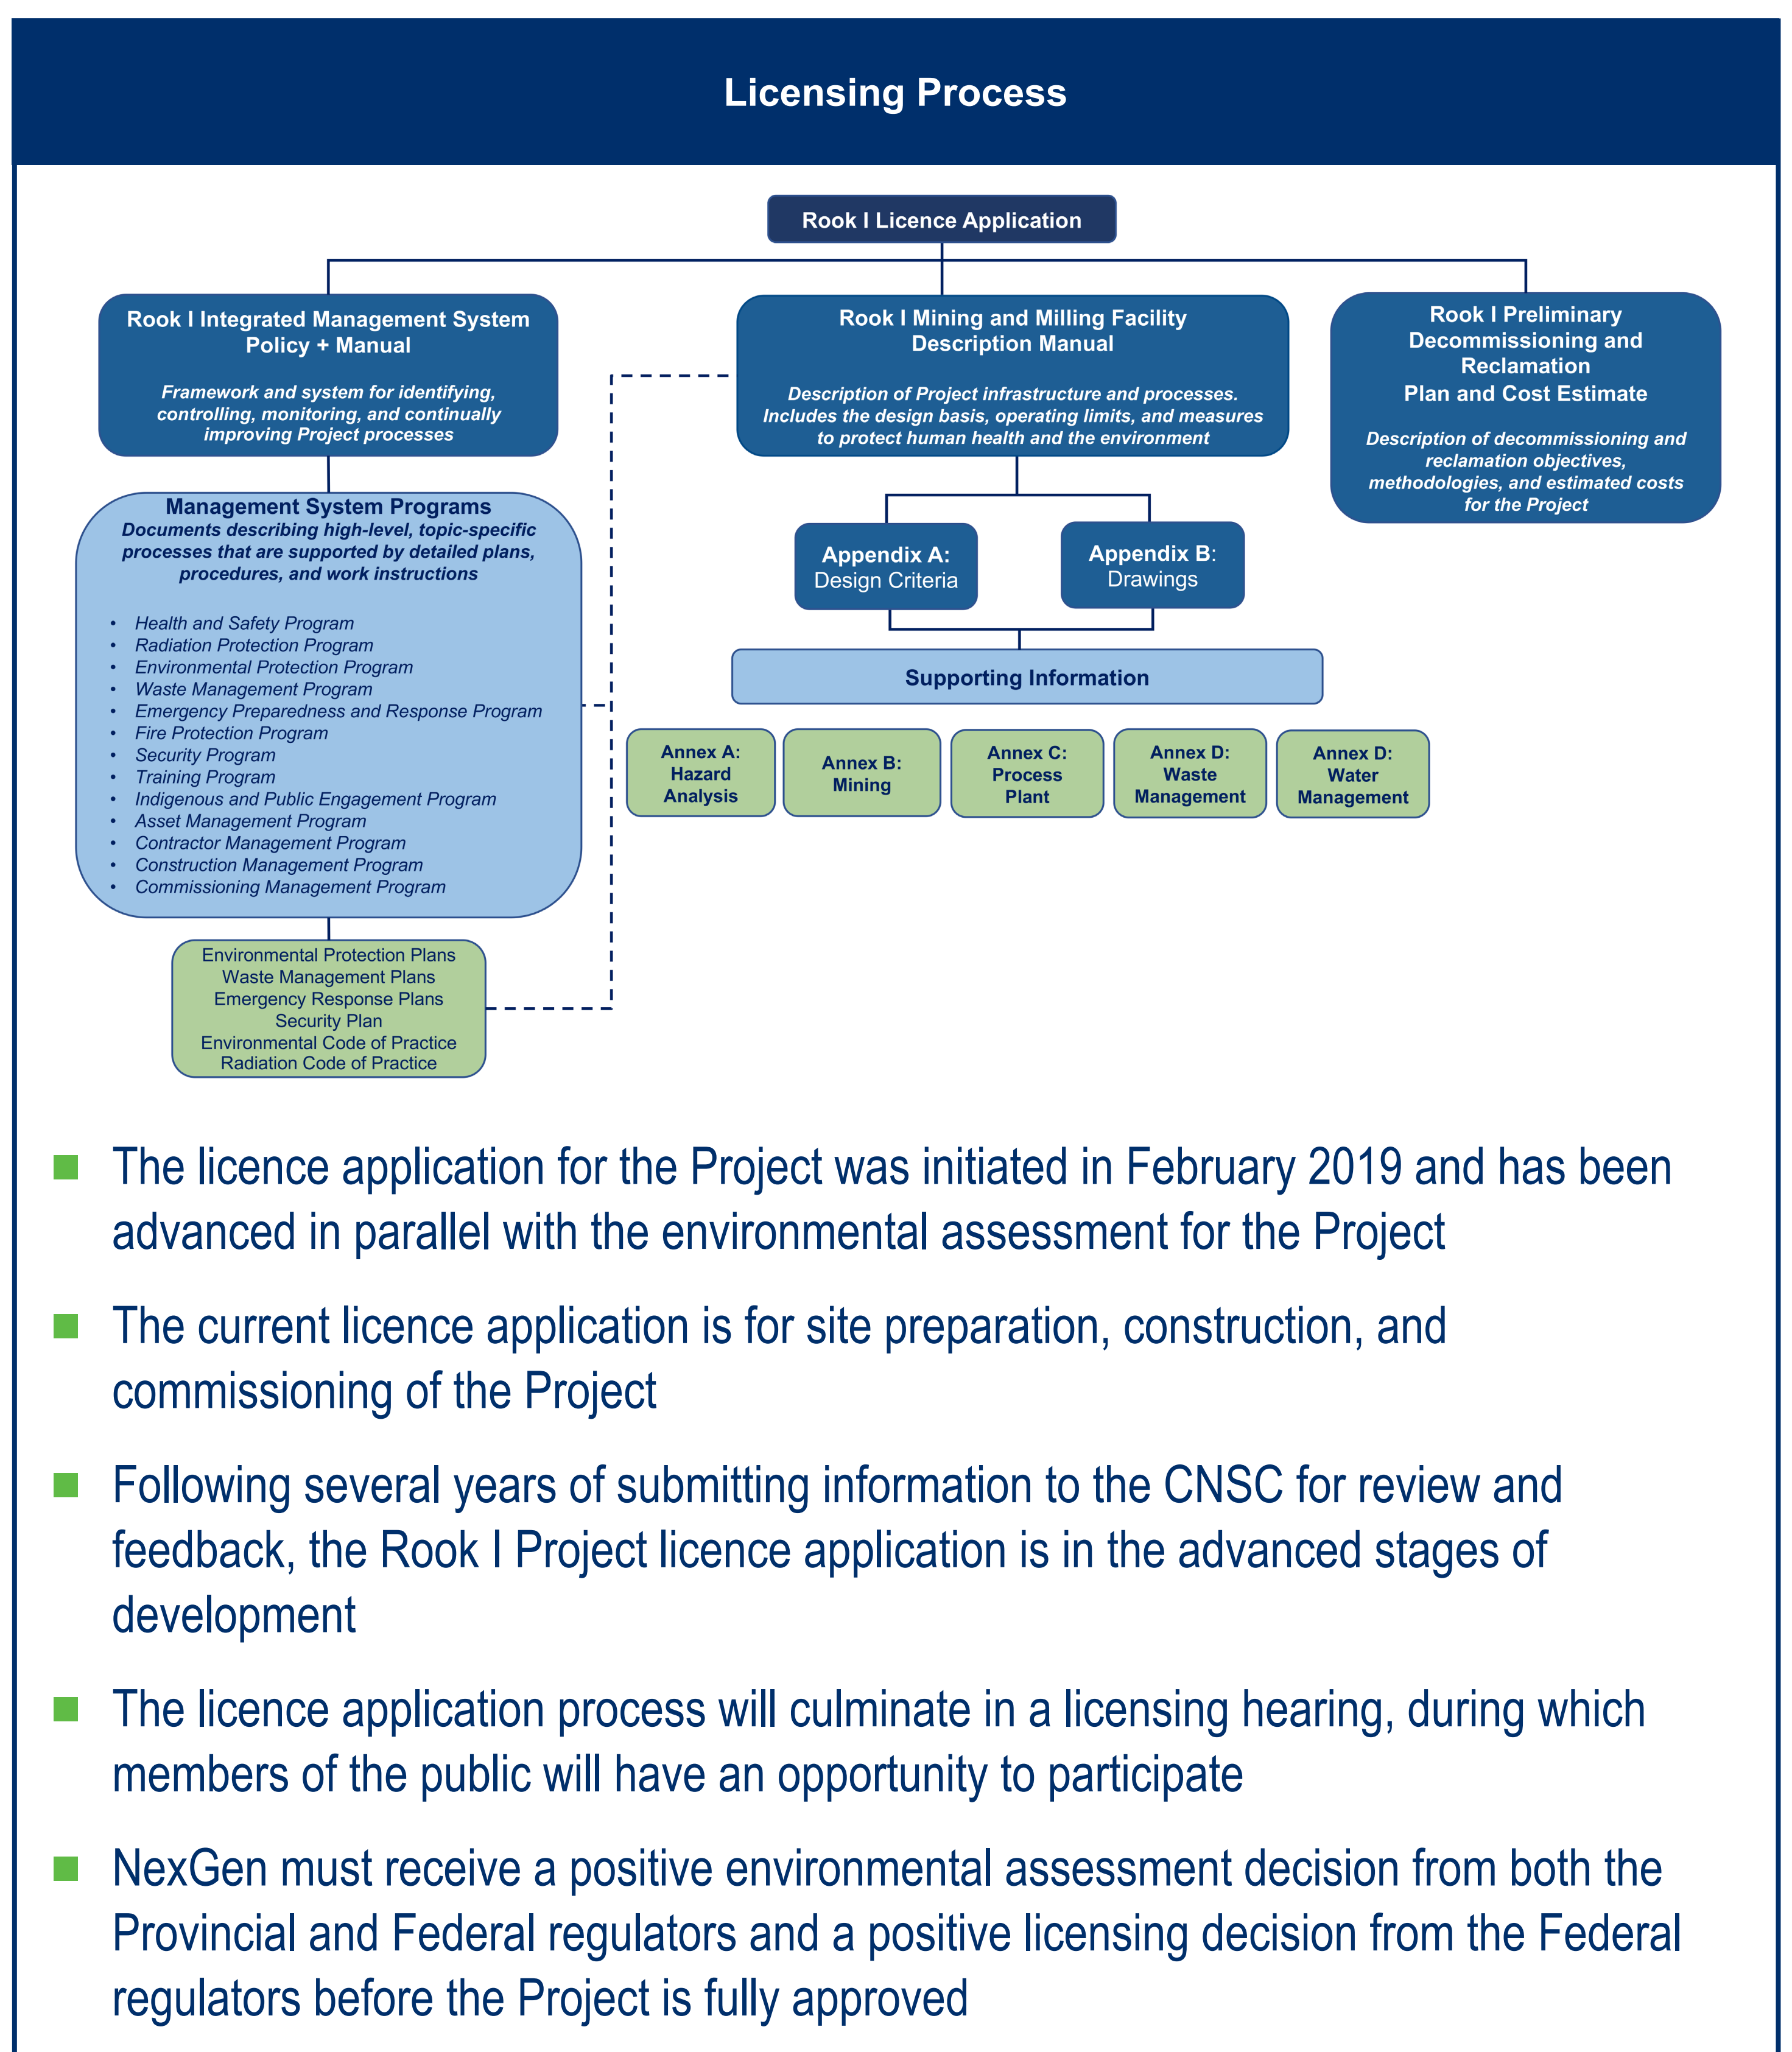 Licensing Process
Rook I Licence Application
Rook I Integrated Management System
Policy + Manual
Framework and system for identifying,
controlling, monitoring, and continually
improving Project processes
Rook I Mining and Milling Facility
Description Manual
Description of Project infrastructure and processes.
Includes the design basis, operating limits, and measures
to protect human health and the environment
Rook I Preliminary
Decommissioning and
Reclamation
Plan and Cost Estimate
Description of decommissioning and
reclamation objectives,
methodologies, and estimated costs
for the Project
Management System Programs
Documents describing high-level, topic-specific
processes that are supported by detailed plans,
procedures, and work instructions
• Health and Safety Program
• Radiation Protection Program
• Environmental Protection Program
• Waste Management Program
• Emergency Preparedness and Response Program
• Fire Protection Program
• Security Program
• Training Program
• Indigenous and Public Engagement Program
• Asset Management Program
• Contractor Management Program
• Construction Management Program
• Commissioning Management Program
Appendix A:
Design Criteria
Appendix B:
Drawings
Supporting Information
Annex A:
Hazard
Analysis
Annex B:
Mining
Annex C:
Process
Plant
Annex D:
Waste
Management
Annex D:
Water
Management
Environmental Protection Plans
Waste Management Plans
Emergency Response Plans
Security Plan
Environmental Code of Practice
Radiation Code of Practice
The licence application for the Project was initiated in February 2019 and has been
advanced in parallel with the environmental assessment for the Project
The current licence application is for site preparation, construction, and
commissioning of the Project
Following several years of submitting information to the CNSC for review and
feedback, the Rook I Project licence application is in the advanced stages of
development
The licence application process will culminate in a licensing hearing, during which
members of the public will have an opportunity to participate
NexGen must receive a positive environmental assessment decision from both the
Provincial and Federal regulators and a positive licensing decision from the Federal
regulators before the Project is fully approved